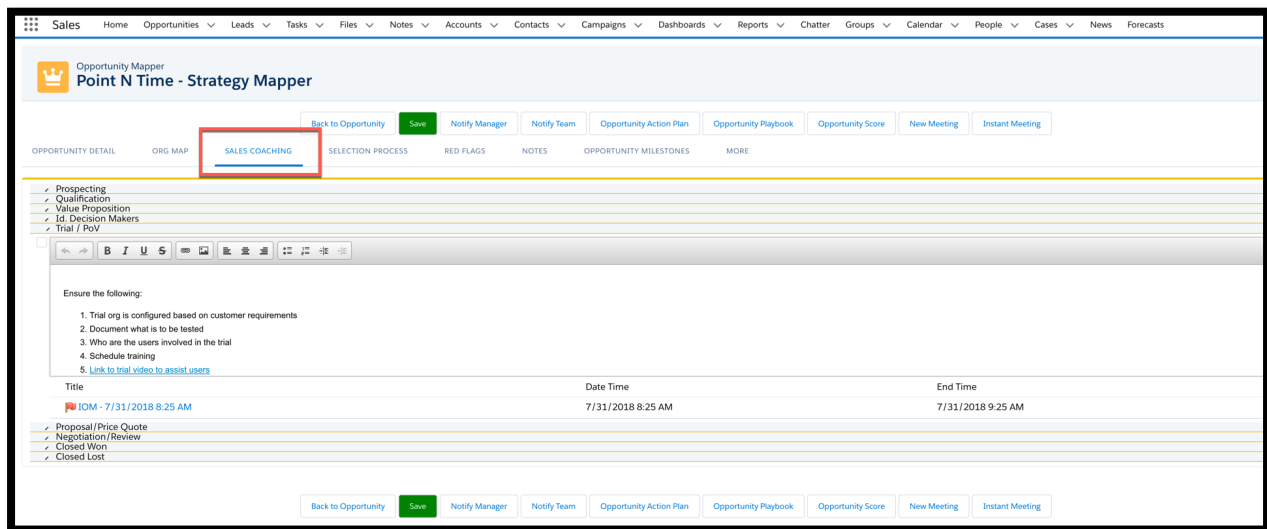 Sales Home Opportunities Leads Tasks Files Notes Accounts Contacts Campaigns Dashboards Reports Chatter Groups Calendar People Cases News Forecasts
Opportunity Mapper
Point N Time - Strategy Mapper
Back to Opportunity Save Notify Manager Notify Team Opportunity Action Plan Opportunity Playbook Opportunity Score New Meeting Instant Meeting
OPPORTUNITY DETAIL ORG MAP SALES COACHING SELECTION PROCESS RED FLAGS NOTES OPPORTUNITY MILESTONES MORE
Prospecting
Qualification
Value Proposition
Id. Decision Makers
Trial / PoV
B I U S
Ensure the following:
1. Trial org is configured based on customer requirements
2. Document what is to be tested
3. Who are the users involved in the trial
4. Schedule training
5. Link to trial video to assist users
Title Date Time End Time
IOM - 7/31/2018 8:25 AM 7/31/2018 8:25 AM 7/31/2018 9:25 AM
Proposal/Price Quote
Negotiation/Review
Closed Won
Closed Lost
Back to Opportunity Save Notify Manager Notify Team Opportunity Action Plan Opportunity Playbook Opportunity Score New Meeting Instant Meeting